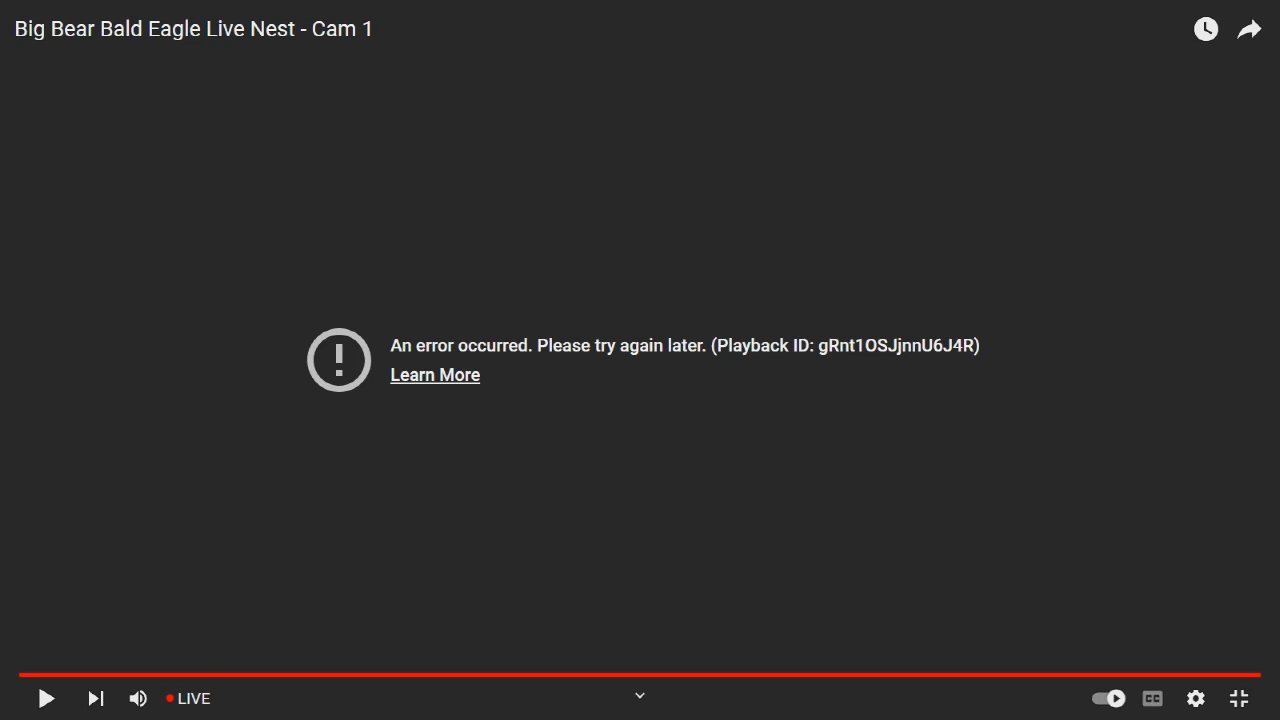 Big Bear Bald Eagle Live Nest - Cam 1
An error occurred. Please try again later. (Playback ID: gRnt1OSJjnnU6J4R)
Learn More
LIVE
CC